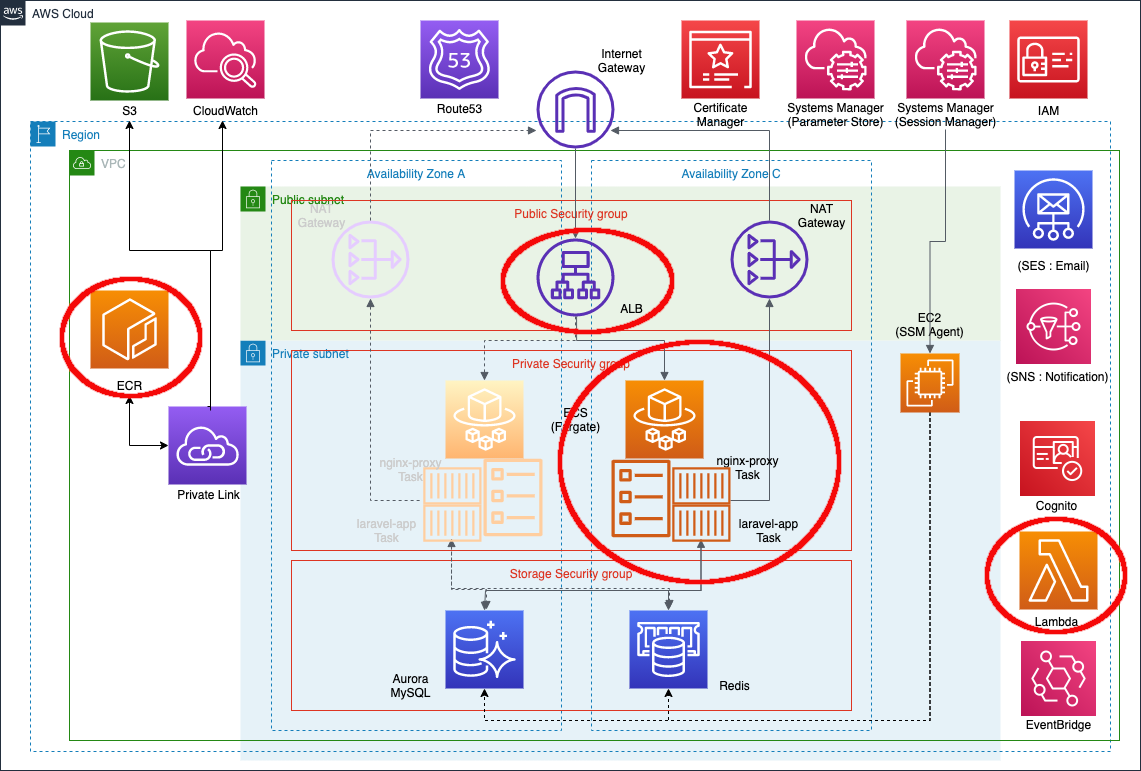 aws
AWS Cloud
S3
CloudWatch
Route53
53
Internet
Gateway
Certificate
Manager
Systems Manager
(Parameter Store)
Systems Manager
(Session Manager)
IAM
Region
VPC
Availability Zone A
Availability Zone C
Public subnet
NAT
Gateway
Public Security group
NAT
Gateway
ALB
(SES : Email)
ECR
Private subnet
Private Security group
EC2
(SSM Agent)
(SNS : Notification)
ECS
(Fargate)
nginx-proxy
Task
nginx-proxy
Task
Private Link
laravel-app
Task
laravel-app
Task
Cognito
Storage Security group
Lambda
Aurora
MySQL
Redis
EventBridge